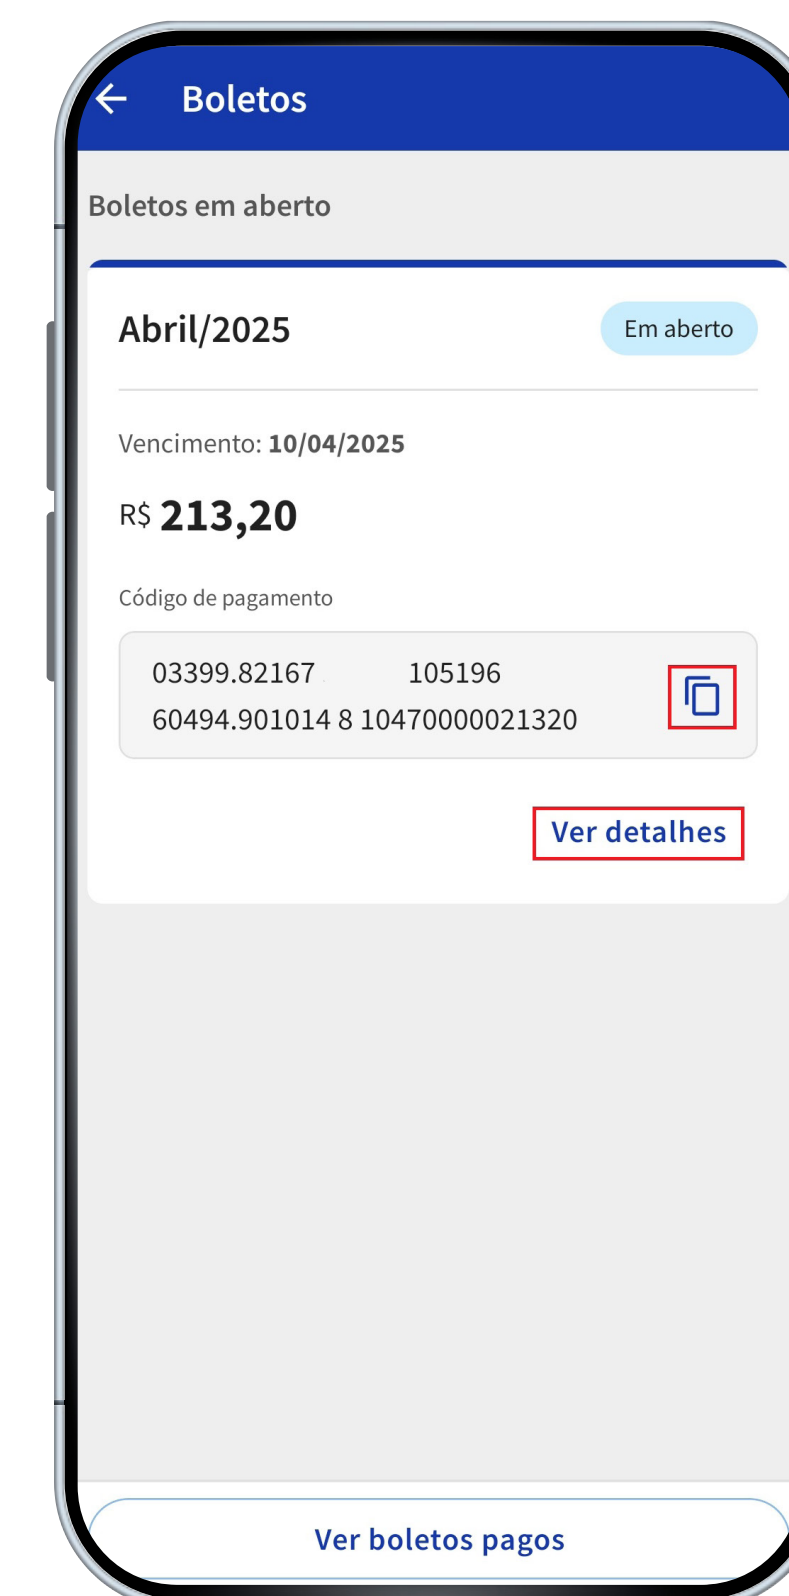 Boletos
Boletos em aberto
Abril/2025
Em aberto
Vencimento: 10/04/2025
R$ 213,20
Código de pagamento
03399.82167 105196
60494.901014 8 10470000021320
Ver detalhes
Ver boletos pagos